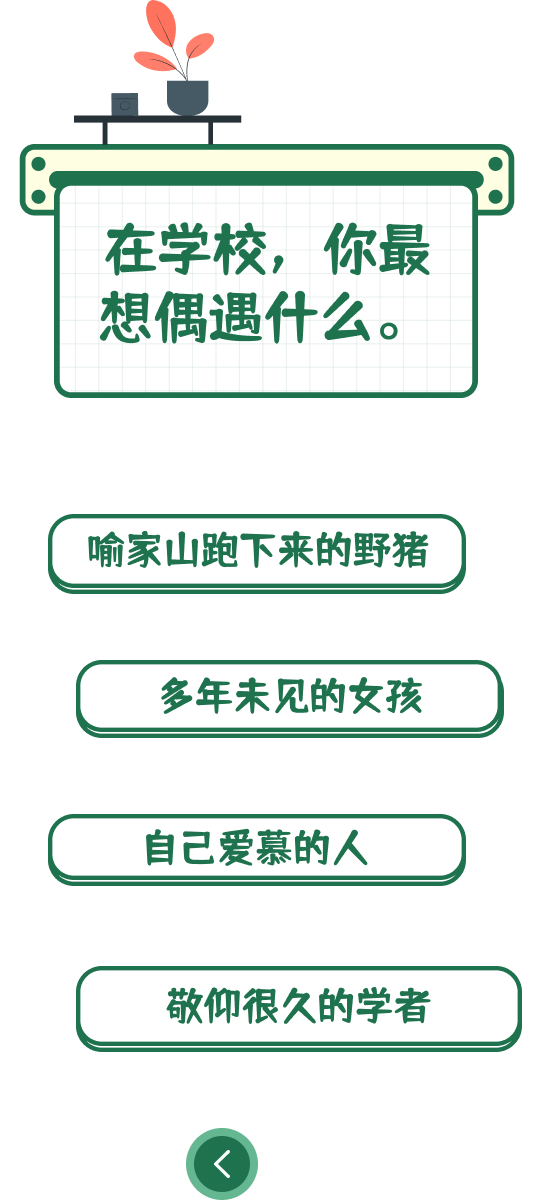 在学校，你最
想偶遇什么。
喻家山跑下来的野猪
多年未见的女孩
自己爱慕的人
敬仰很久的学者